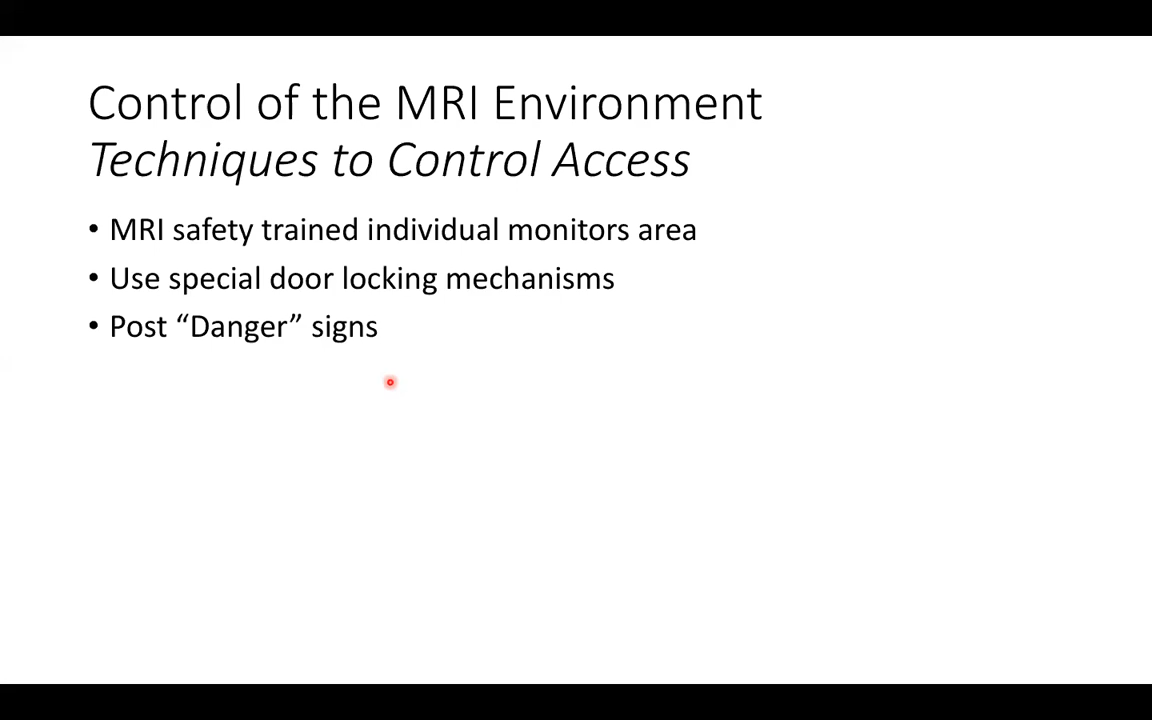 Control of the MRI Environment
Techniques to Control Access
• MRI safety trained individual monitors area
• Use special door locking mechanisms
• Post “Danger” signs